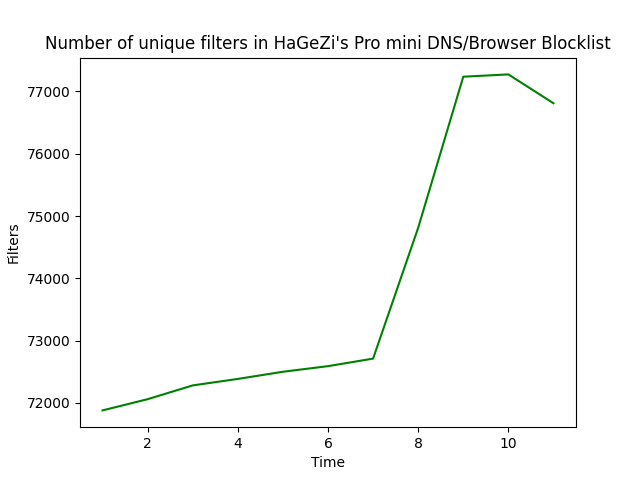 Number of unique filters in HaGeZi's Pro mini DNS/Browser Blocklist
77000
76000
75000
74000
73000
72000
Filters
2 4 6 8 10
Time